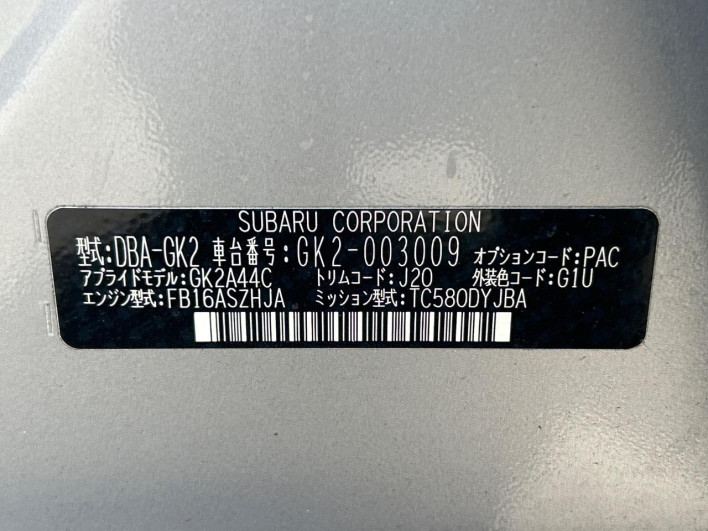 SUBARU CORPORATION
型式:DBA-GK2 車台番号:GK2-003009 オプションコード:PAC
アプライドモデル:GK2A44C トリムコード:J20 外装色コード:G1U
エンジン型式:FB16ASZHJA ミッション型式:TC580DYJBA